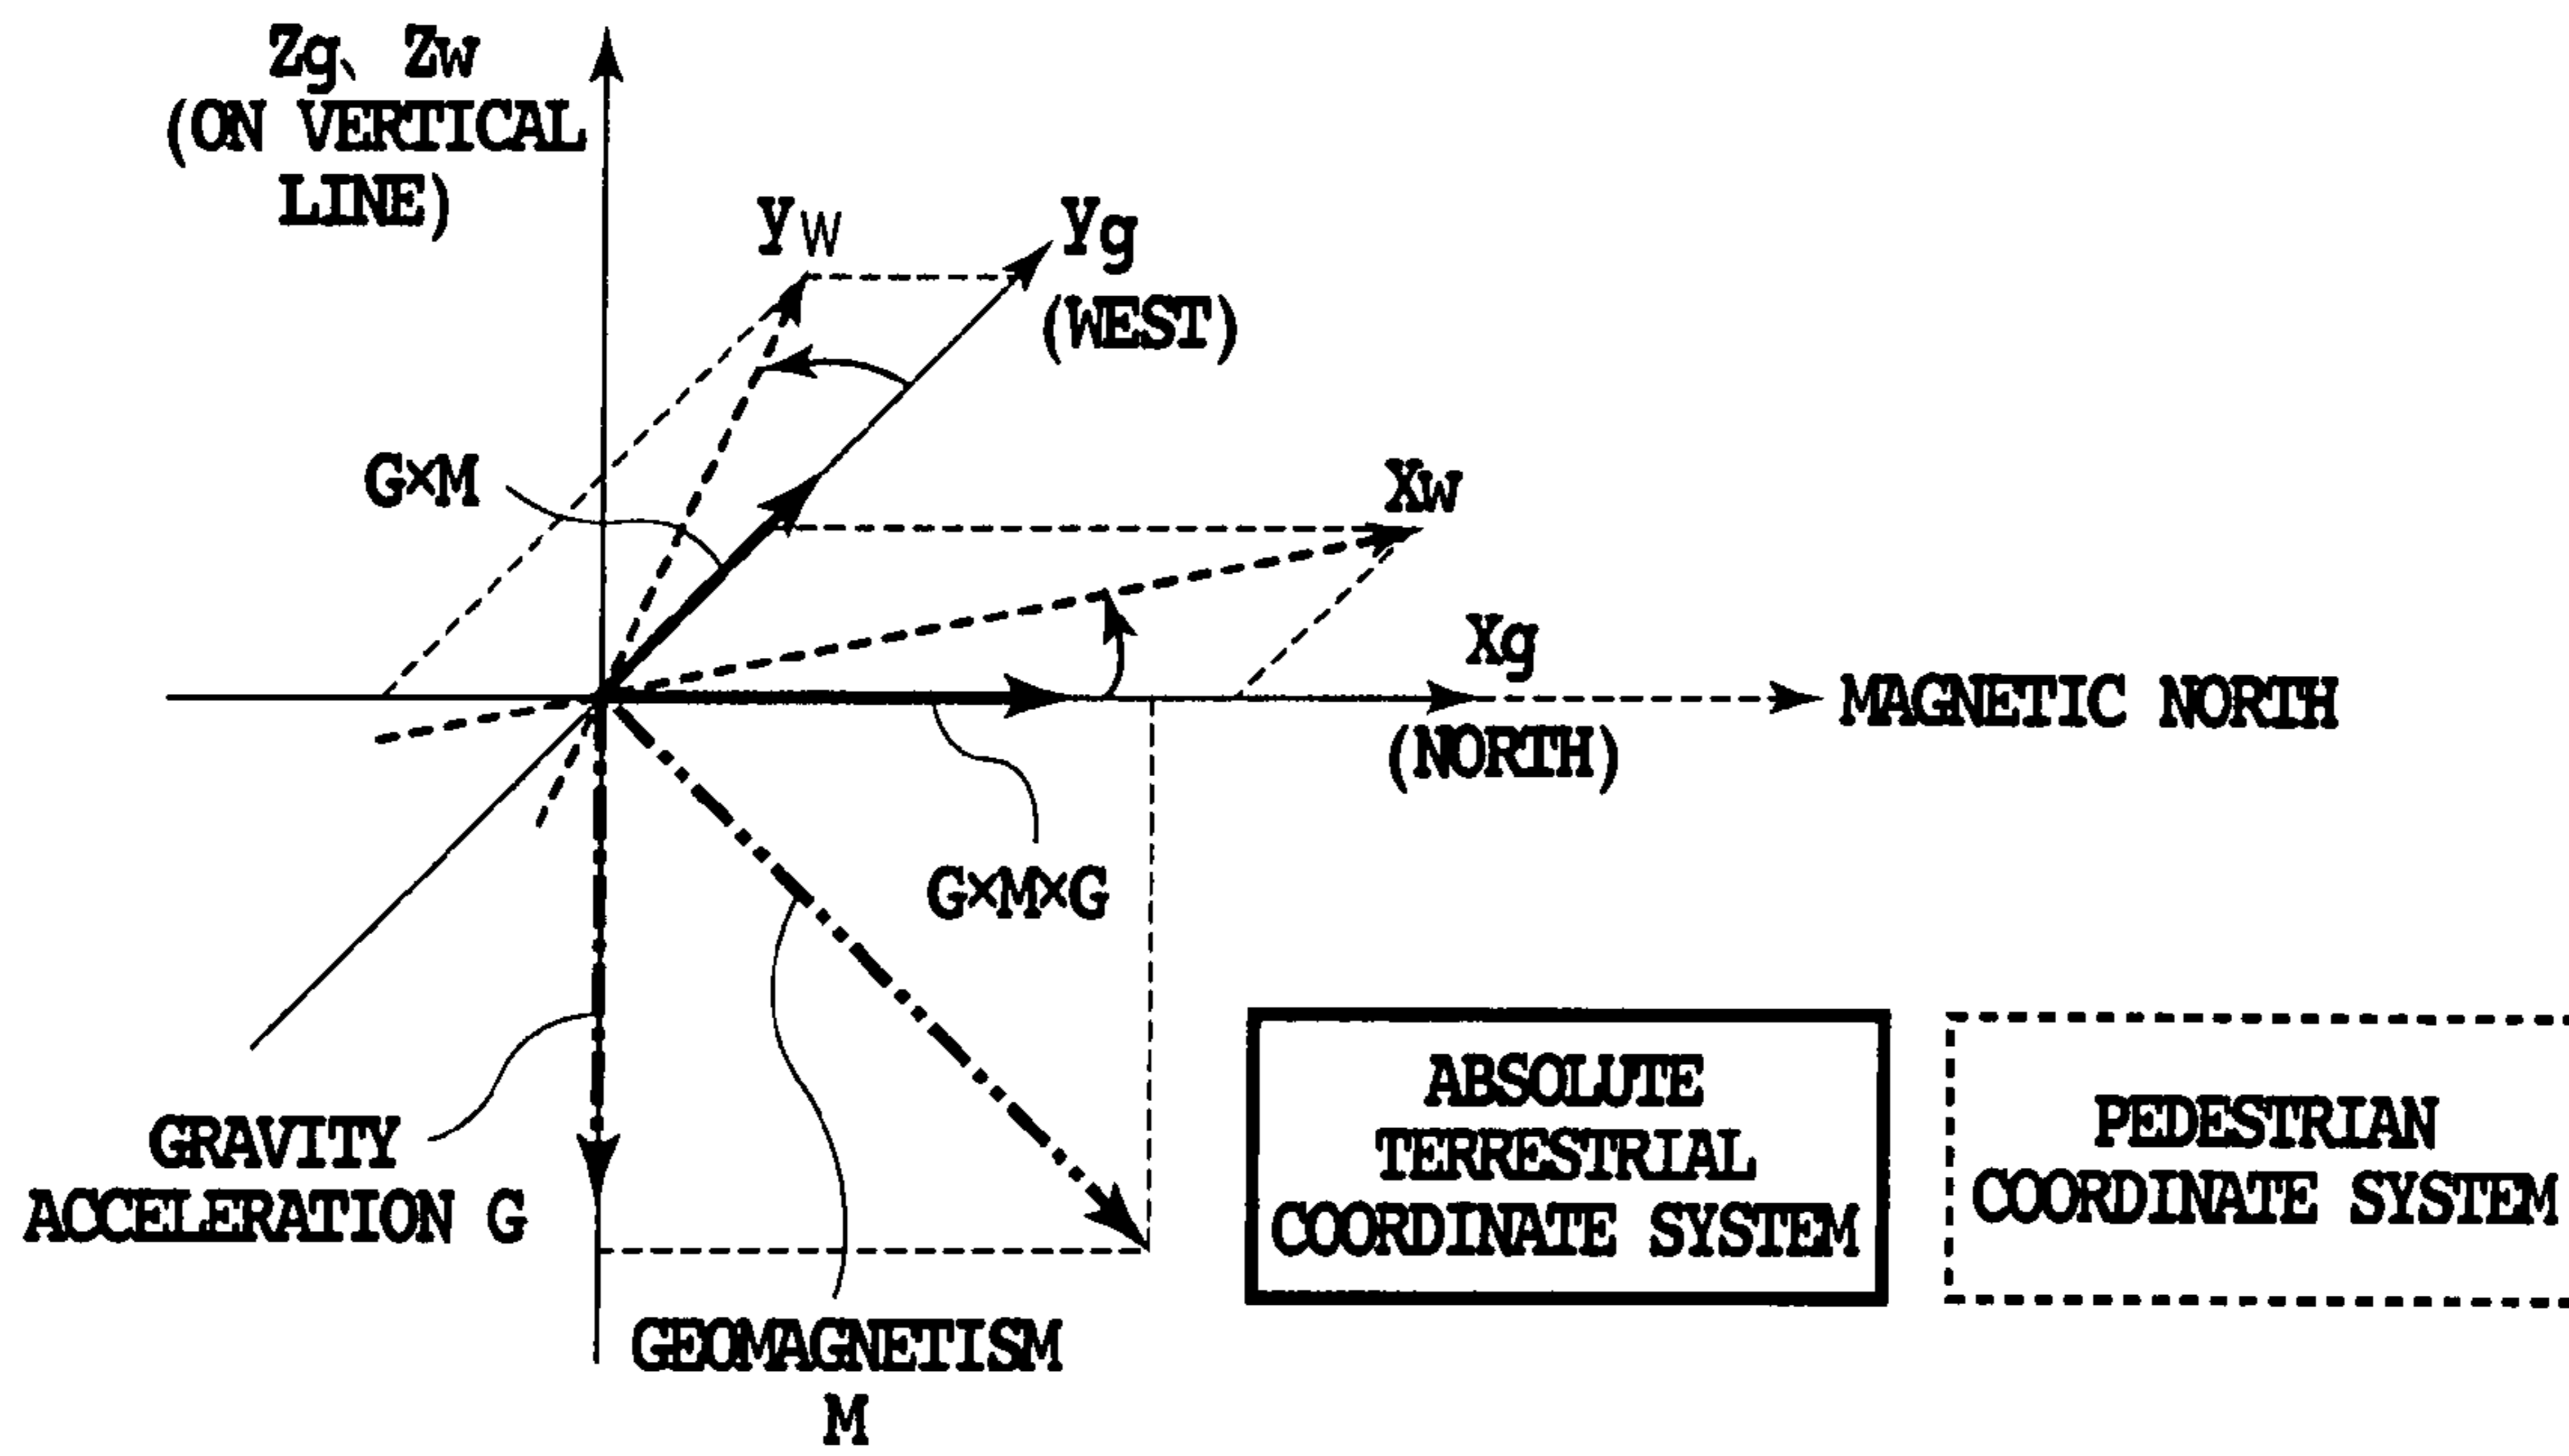 Zg、Zw
(ON VERTICAL
LINE)
yw
yg
(WEST)
G×M
Xw
Xg
(NORTH)
MAGNETIC NORTH
G×M×G
GRAVITY
ACCELERATION G
GEOMAGNETISM
M
ABSOLUTE
TERRESTRIAL
COORDINATE SYSTEM
PEDESTRIAN
COORDINATE SYSTEM